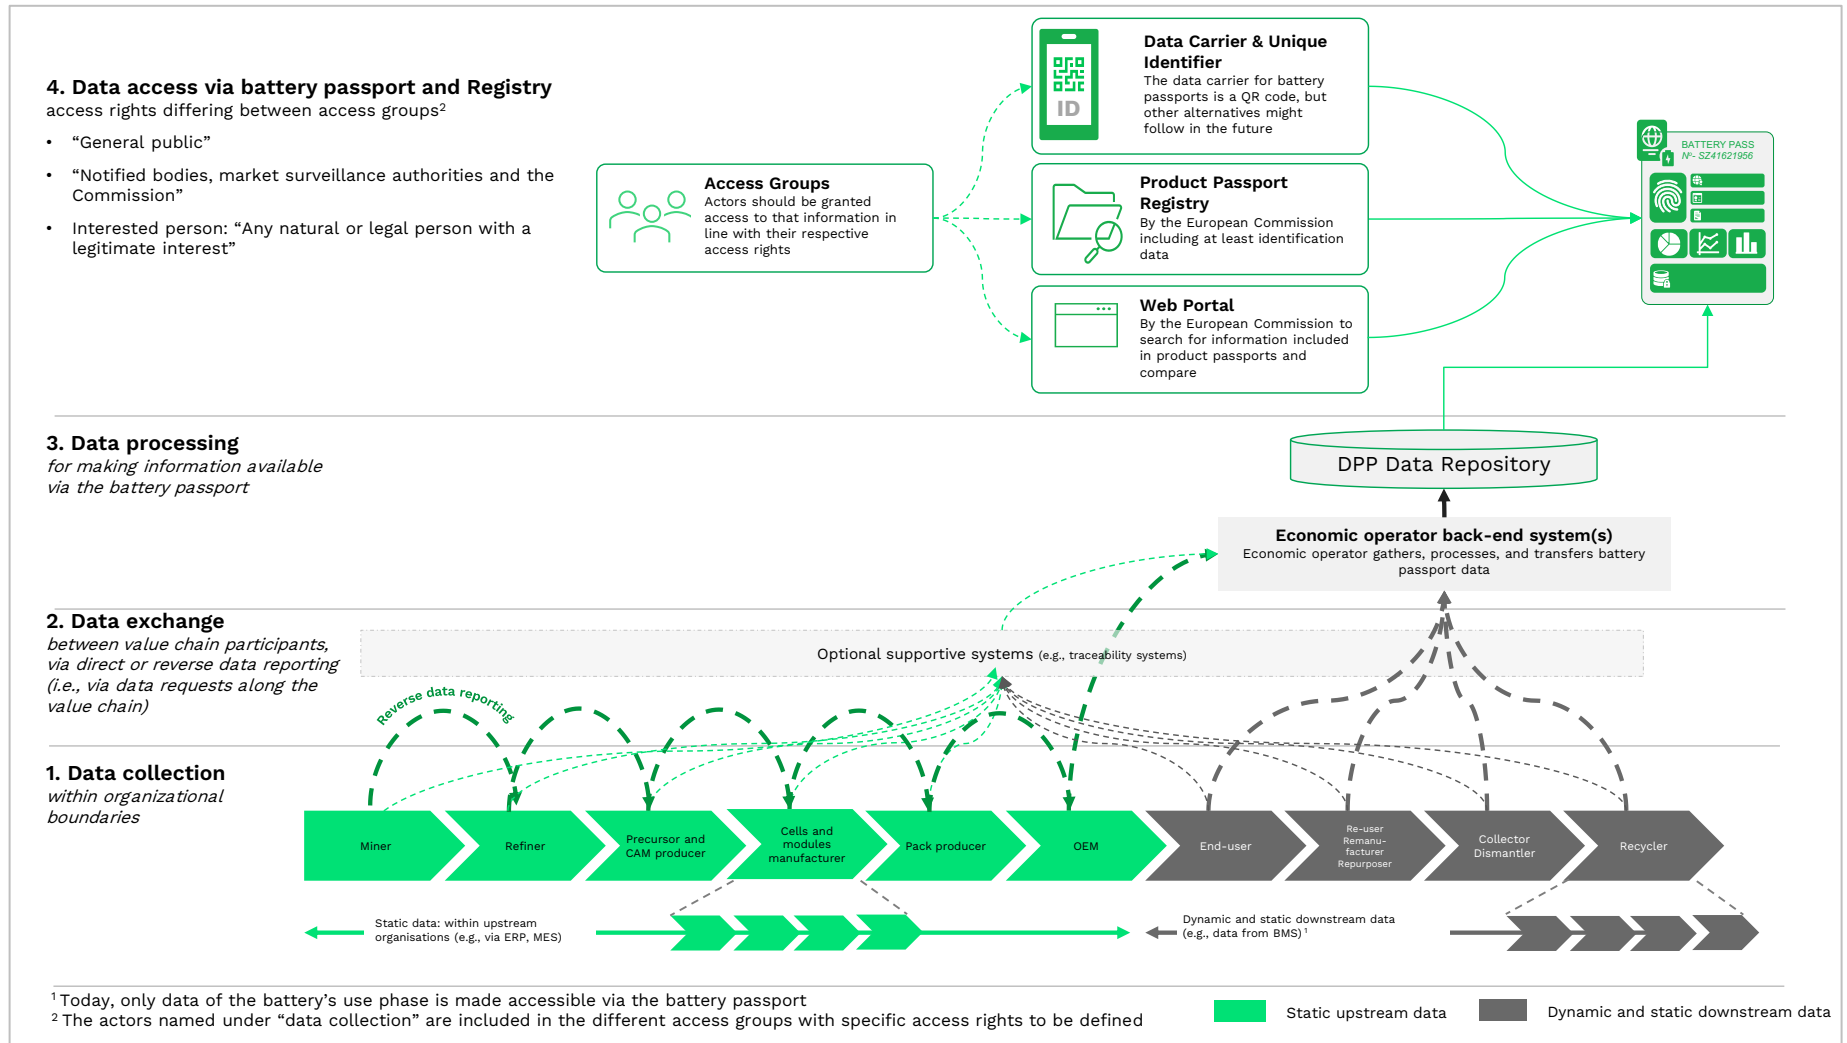 4. Data access via battery passport and Registry
access rights differing between access groups²
• “General public”
• “Notified bodies, market surveillance authorities and the
Commission”
• Interested person: “Any natural or legal person with a
legitimate interest”
Access Groups
Actors should be granted
access to that information in
line with their respective
access rights
ID
Data Carrier & Unique
Identifier
The data carrier for battery
passports is a QR code, but
other alternatives might
follow in the future
Product Passport
Registry
By the European Commission
including at least identification
data
Web Portal
By the European Commission to
search for information included
in product passports and
compare
BATTERY PASS
Nº- SZ41621956
3. Data processing
for making information available
via the battery passport
DPP Data Repository
Economic operator back-end system(s)
Economic operator gathers, processes, and transfers battery
passport data
2. Data exchange
between value chain participants,
via direct or reverse data reporting
(i.e., via data requests along the
value chain)
Optional supportive systems (e.g., traceability systems)
Reverse data reporting
1. Data collection
within organizational
boundaries
Miner
Refiner
Precursor and
CAM producer
Cells and
modules
manufacturer
Pack producer
OEM
End-user
Re-user
Remanu-
facturer
Repurposer
Collector
Dismantler
Recycler
Static data: within upstream
organisations (e.g., via ERP, MES)
Dynamic and static downstream data
(e.g., data from BMS) ¹
¹ Today, only data of the battery’s use phase is made accessible via the battery passport
² The actors named under “data collection” are included in the different access groups with specific access rights to be defined
Static upstream data
Dynamic and static downstream data